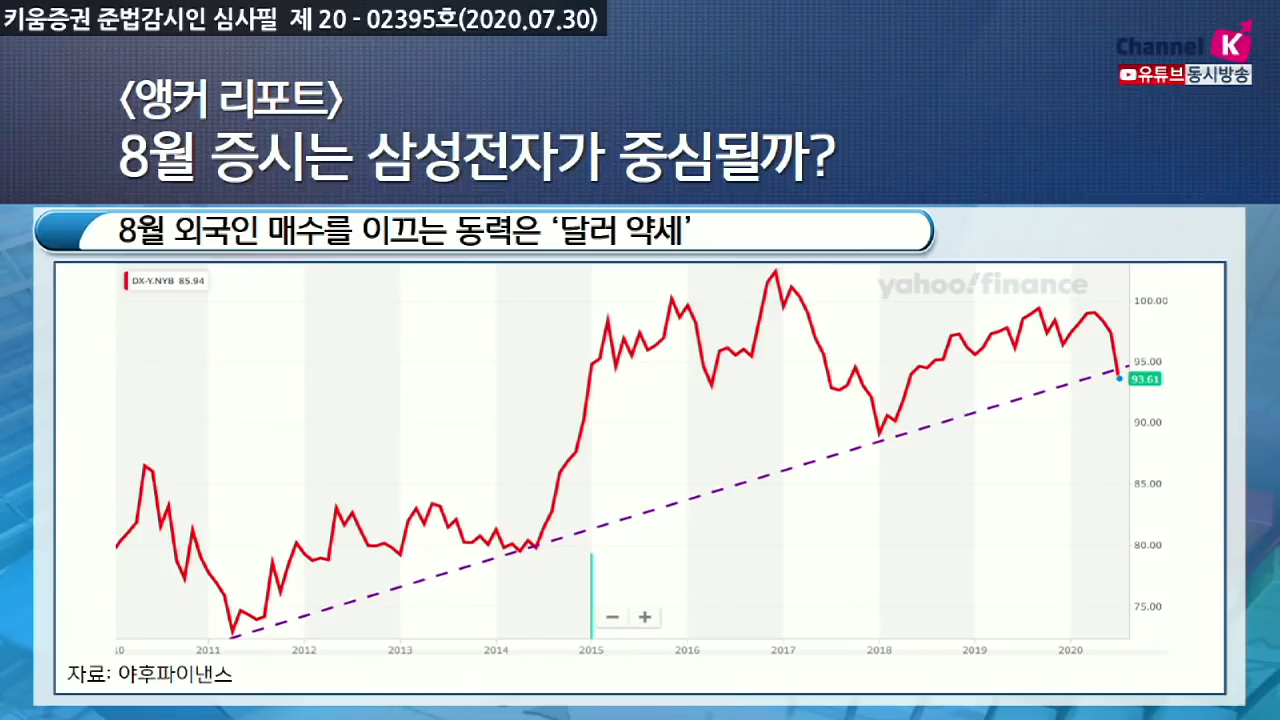 키움증권 준법감시인 심사필 제 20 - 02395호(2020.07.30)
Channel K
유튜브동시방송
<앵커 리포트>
8월 증시는 삼성전자가 중심될까?
8월 외국인 매수를 이끄는 동력은 ‘달러 약세’
DX-Y.NYB 85.94
yahoo!finance
100.00
95.00
93.61
90.00
85.00
80.00
75.00
10 2011 2012 2013 2014 2015 2016 2017 2018 2019 2020
자료: 야후파이낸스